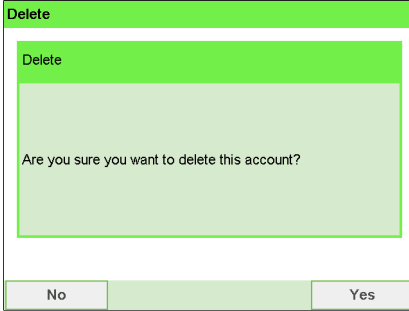 Delete
Delete
Are you sure you want to delete this account?
No
Yes